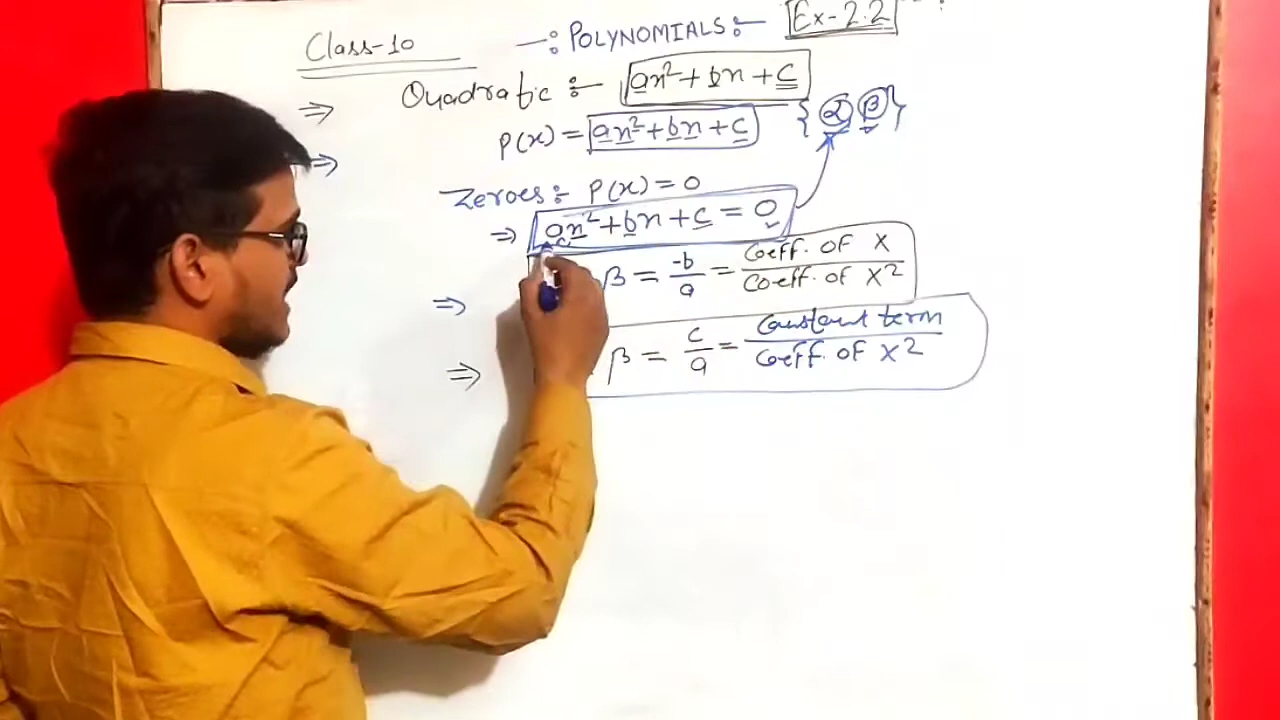 Class-10 —: POLYNOMIALS :— Ex-2.2
⇒ Quadratic :— ax²+bx+c
⇒ P(x) = ax²+bx+c {α, β}
Zeroes :- P(x) = 0
⇒ ax²+bx+c = 0
⇒ β = -b/a = coeff. of x / coeff. of x²
⇒ β = c/a = constant term / coeff. of x²